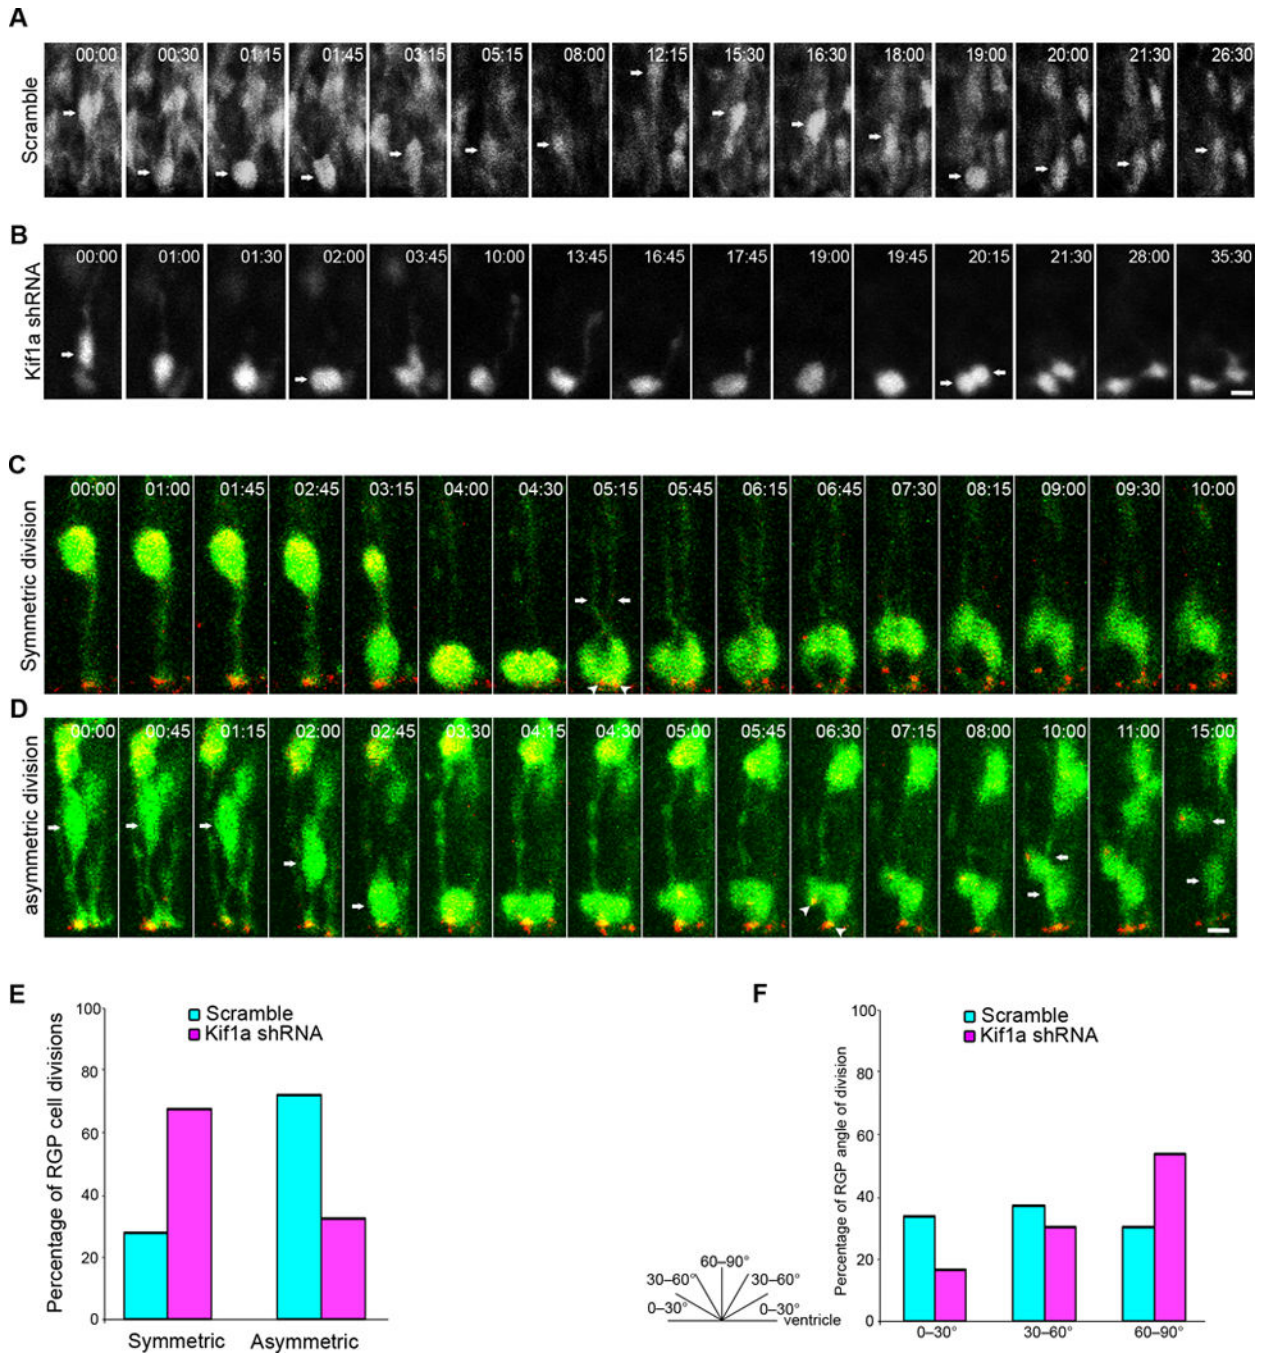 A
Scramble
00:00 00:30 01:15 01:45 03:15 05:15 08:00 12:15 15:30 16:30 18:00 19:00 20:00 21:30 26:30
B
Kif1a shRNA
00:00 01:00 01:30 02:00 03:45 10:00 13:45 16:45 17:45 19:00 19:45 20:15 21:30 28:00 35:30
C
Symmetric division
00:00 01:00 01:45 02:45 03:15 04:00 04:30 05:15 05:45 06:15 06:45 07:30 08:15 09:00 09:30 10:00
D
asymmetric division
00:00 00:45 01:15 02:00 02:45 03:30 04:15 04:30 05:00 05:45 06:30 07:15 08:00 10:00 11:00 15:00
E
Percentage of RGP cell divisions
100
80
60
40
20
0
Scramble
Kif1a shRNA
Symmetric Asymmetric
60–90°
30–60° 30–60°
0–30° 0–30°
ventricle
F
Percentage of RGP angle of division
100
80
60
40
20
0
Scramble
Kif1a shRNA
0–30° 30–60° 60–90°